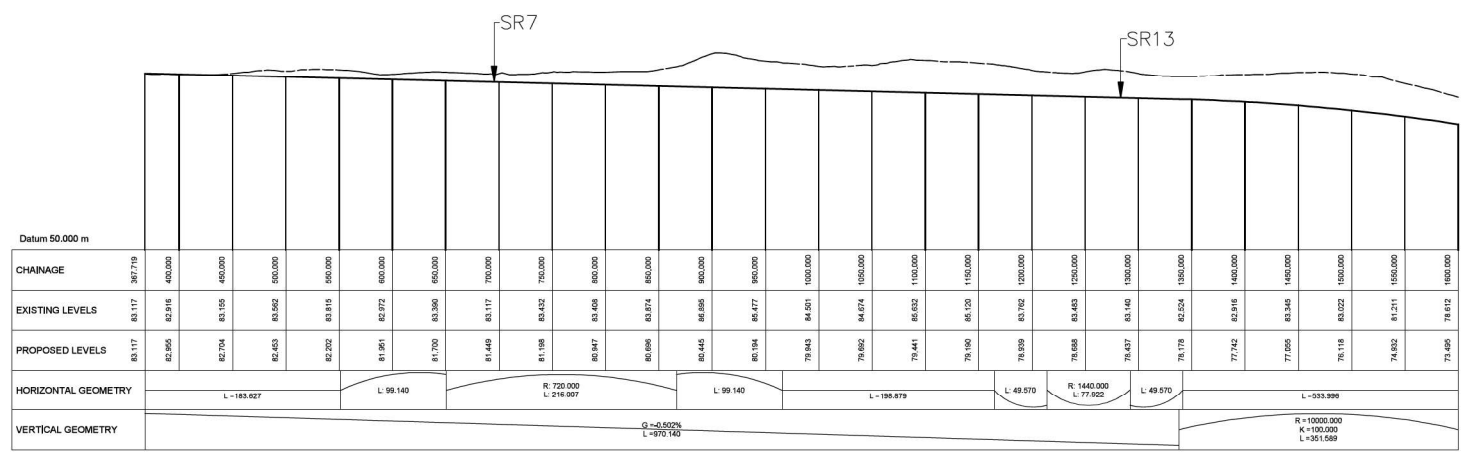 SR7
SR13
Datum 50.000 m
CHAINAGE 367.719 400.000 450.000 500.000 550.000 600.000 650.000 700.000 750.000 800.000 850.000 900.000 950.000 1000.000 1050.000 1100.000 1150.000 1200.000 1250.000 1300.000 1350.000 1400.000 1450.000 1500.000 1550.000 1600.000
EXISTING LEVELS 83.117 82.916 83.155 83.562 83.815 82.972 83.390 83.117 83.432 83.408 83.874 86.895 85.477 84.501 84.674 85.632 85.120 83.762 83.483 83.140 82.524 82.916 83.345 83.022 81.211 78.612
PROPOSED LEVELS 83.117 82.955 82.704 82.453 82.202 81.951 81.700 81.449 81.198 80.947 80.696 80.445 80.194 79.943 79.692 79.441 79.190 78.939 78.688 78.437 78.178 77.742 77.055 76.118 74.932 73.495
HORIZONTAL GEOMETRY L =183.627 L: 99.140 R: 720.000 L: 99.140 L =198.879 L: 49.570 R: 1440.000 L: 49.570
L: 216.007 L: 77.922
VERTICAL GEOMETRY G =-0.502% R =10000.000
L =970.140 K =100.000
L =351.589